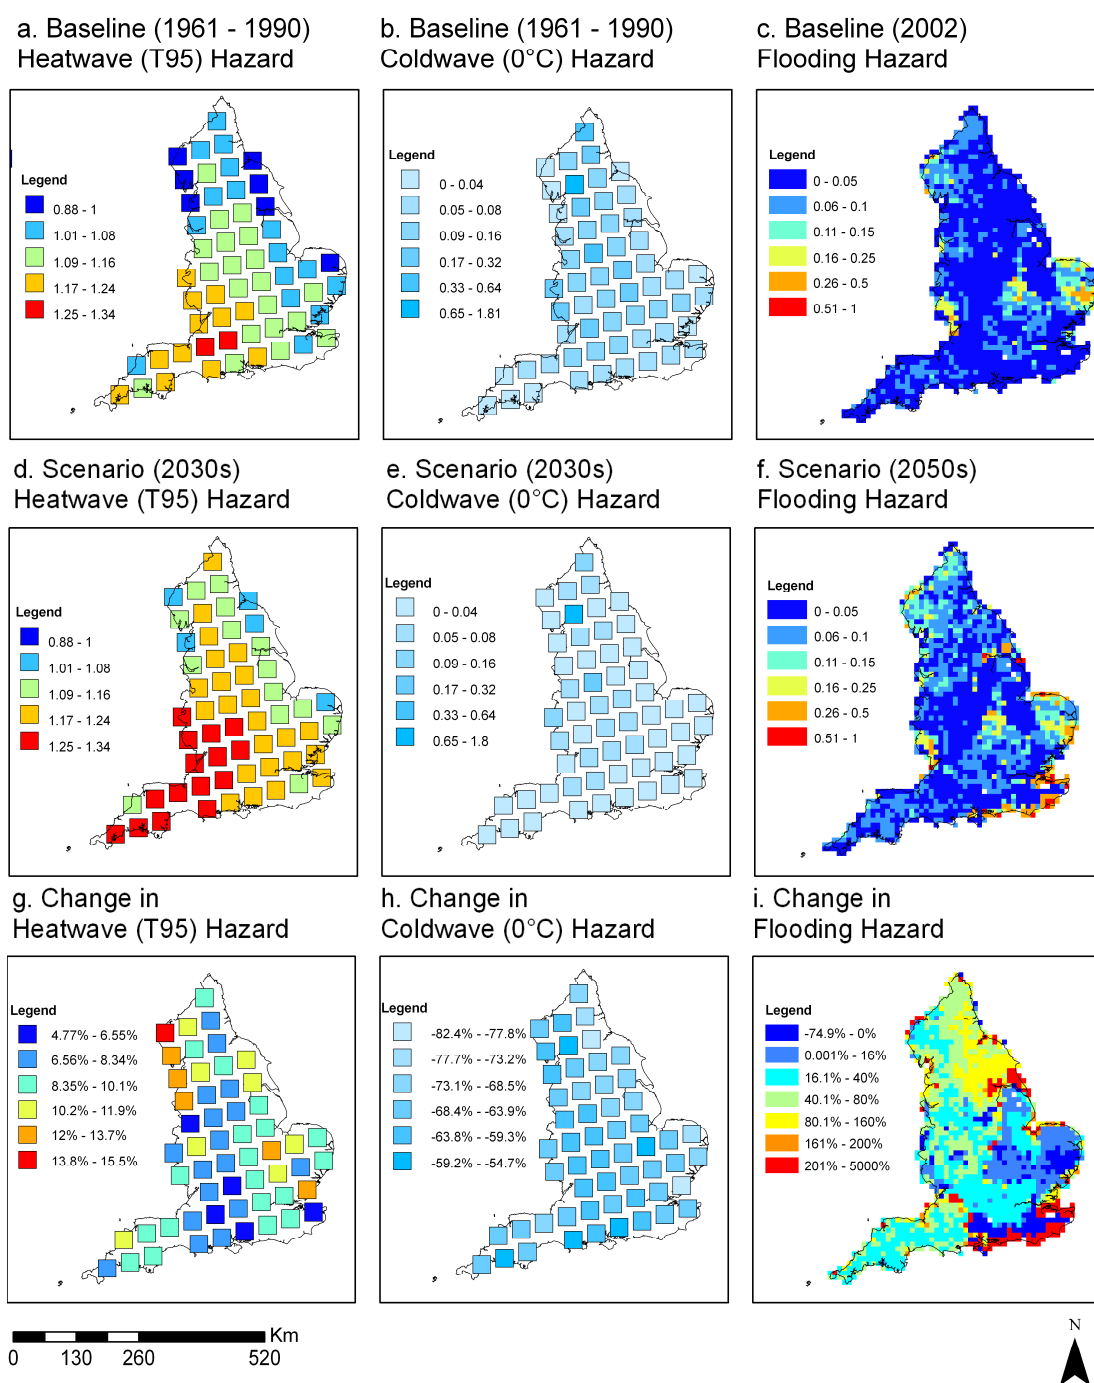 a. Baseline (1961 - 1990)
Heatwave (T95) Hazard
Legend
0.88 - 1
1.01 - 1.08
1.09 - 1.16
1.17 - 1.24
1.25 - 1.34
b. Baseline (1961 - 1990)
Coldwave (0°C) Hazard
Legend
0 - 0.04
0.05 - 0.08
0.09 - 0.16
0.17 - 0.32
0.33 - 0.64
0.65 - 1.81
c. Baseline (2002)
Flooding Hazard
Legend
0 - 0.05
0.06 - 0.1
0.11 - 0.15
0.16 - 0.25
0.26 - 0.5
0.51 - 1
d. Scenario (2030s)
Heatwave (T95) Hazard
Legend
0.88 - 1
1.01 - 1.08
1.09 - 1.16
1.17 - 1.24
1.25 - 1.34
e. Scenario (2030s)
Coldwave (0°C) Hazard
Legend
0 - 0.04
0.05 - 0.08
0.09 - 0.16
0.17 - 0.32
0.33 - 0.64
0.65 - 1.8
f. Scenario (2050s)
Flooding Hazard
Legend
0 - 0.05
0.06 - 0.1
0.11 - 0.15
0.16 - 0.25
0.26 - 0.5
0.51 - 1
g. Change in
Heatwave (T95) Hazard
Legend
4.77% - 6.55%
6.56% - 8.34%
8.35% - 10.1%
10.2% - 11.9%
12% - 13.7%
13.8% - 15.5%
h. Change in
Coldwave (0°C) Hazard
Legend
-82.4% - -77.8%
-77.7% - -73.2%
-73.1% - -68.5%
-68.4% - -63.9%
-63.8% - -59.3%
-59.2% - -54.7%
i. Change in
Flooding Hazard
Legend
-74.9% - 0%
0.001% - 16%
16.1% - 40%
40.1% - 80%
80.1% - 160%
161% - 200%
201% - 5000%
Km
0 130 260 520
N